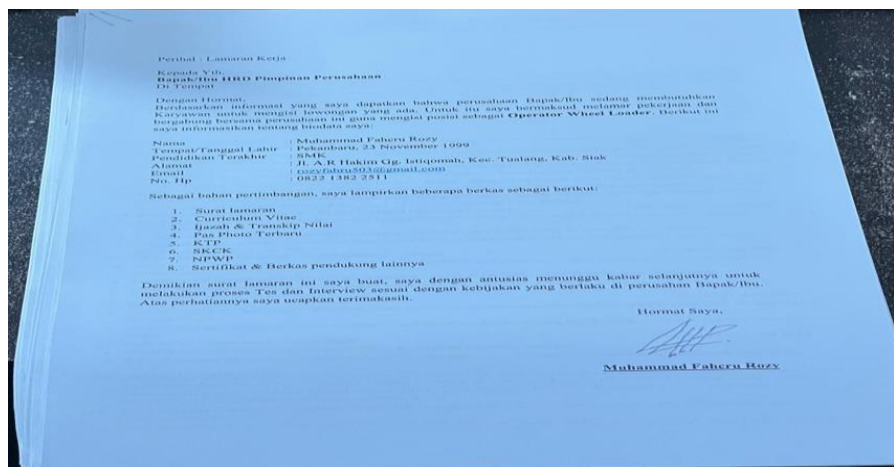 Perihal : Lamaran Kerja
Kepada Yth.
Bapak/Ibu HRD Pimpinan Perusahaan
Di Tempat
Dengan Hormat,
Berdasarkan informasi yang saya dapatkan bahwa perusahaan Bapak/Ibu sedang membutuhkan
Karyawan untuk mengisi lowongan yang ada. Untuk itu saya bermaksud melamar pekerjaan dan
bergabung bersama perusahaan ini guna mengisi posisi sebagai Operator Wheel Loader. Berikut ini
saya informasikan tentang biodata saya:
Nama : Muhammad Faheru Rozy
Tempat/Tanggal Lahir : Pekanbaru, 23 November 1999
Pendidikan Terakhir : SMK
Alamat : Jl. A.R Hakim Gg. Istiqomah, Kec. Tualang, Kab. Siak
Email : rozyfahru503@gmail.com
No. Hp : 0822 1382 2511
Sebagai bahan pertimbangan, saya lampirkan beberapa berkas sebagai berikut:
1. Surat lamaran
2. Curriculum Vitae
3. Ijazah & Transkip Nilai
4. Pas Photo Terbaru
5. KTP
6. SKCK
7. NPWP
8. Sertifikat & Berkas pendukung lainnya
Demikian surat lamaran ini saya buat, saya dengan antusias menunggu kabar selanjutnya untuk
melakukan proses Tes dan Interview sesuai dengan kebijakan yang berlaku di perusahan Bapak/Ibu.
Atas perhatiannya saya ucapkan terimakasih.
Hormat Saya,
Muhammad Faheru Rozy